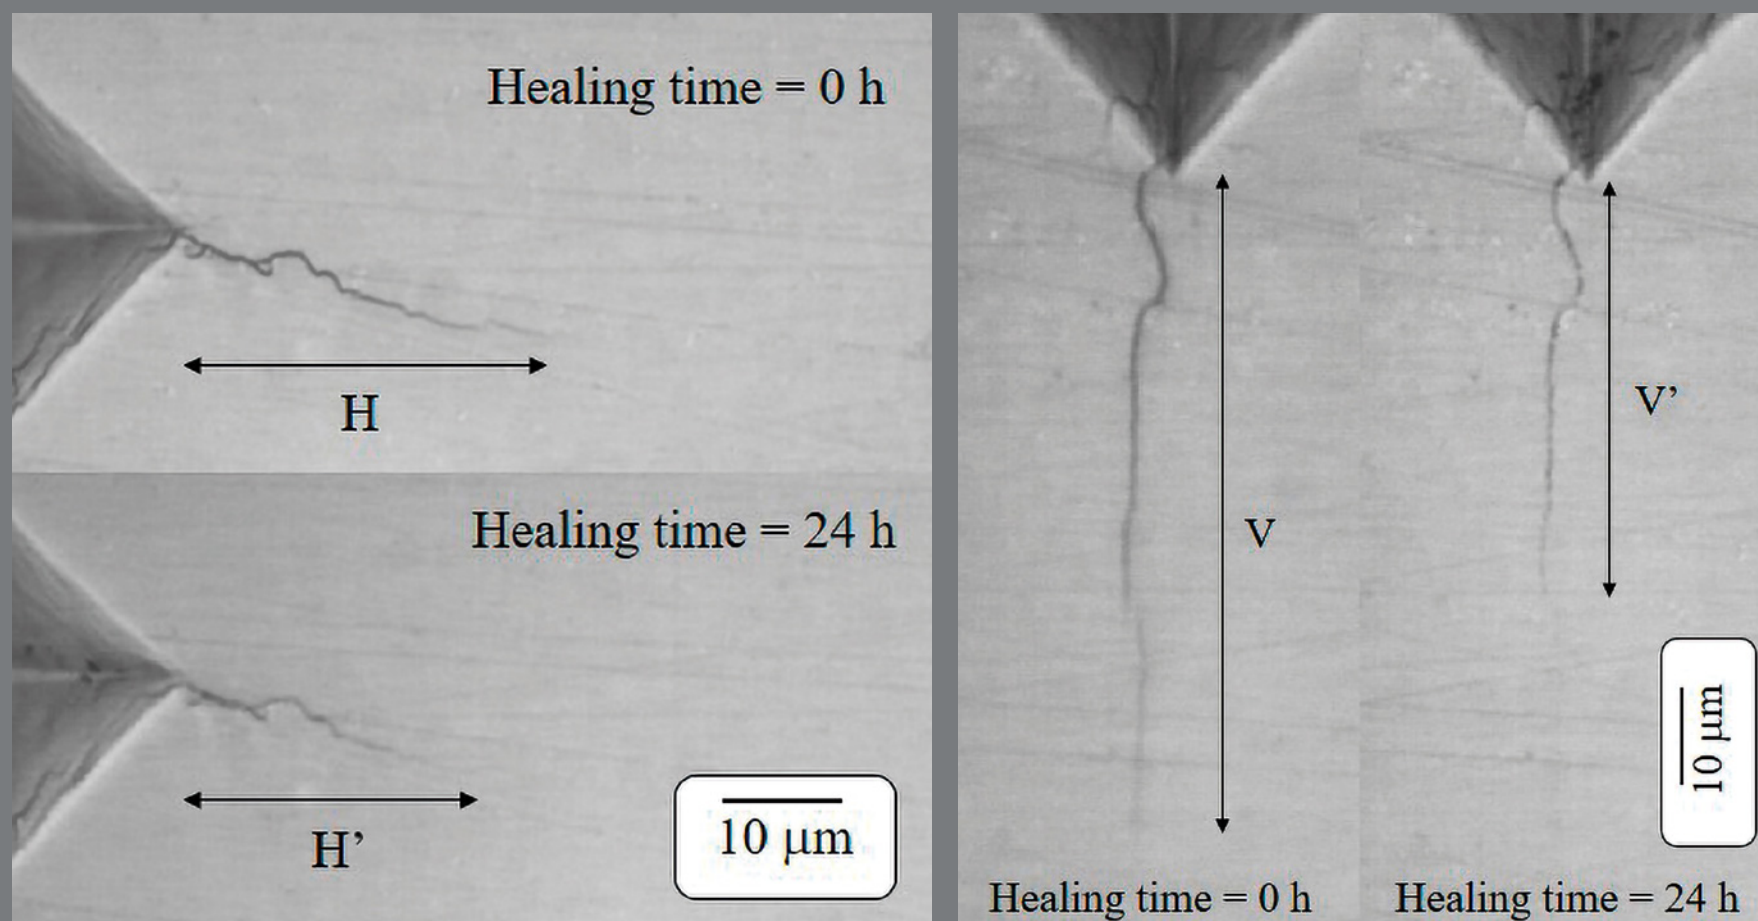 Healing time = 0 h
H
Healing time = 24 h
H’
10 μm
V
V’
10 μm
Healing time = 0 h
Healing time = 24 h